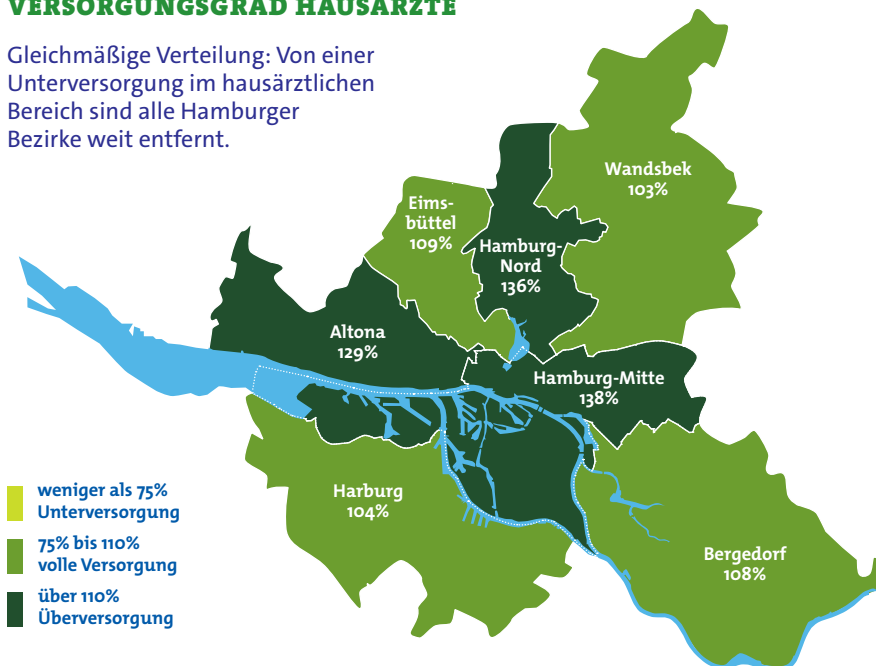 VERSORGUNGSGRAD HAUSÄRZTE
Gleichmäßige Verteilung: Von einer
Unterversorgung im hausärztlichen
Bereich sind alle Hamburger
Bezirke weit entfernt.
Wandsbek
103%
Eims-
büttel
109%
Hamburg-
Nord
136%
Altona
129%
Hamburg-Mitte
138%
Harburg
104%
Bergedorf
108%
weniger als 75%
Unterversorgung
75% bis 110%
volle Versorgung
über 110%
Überversorgung